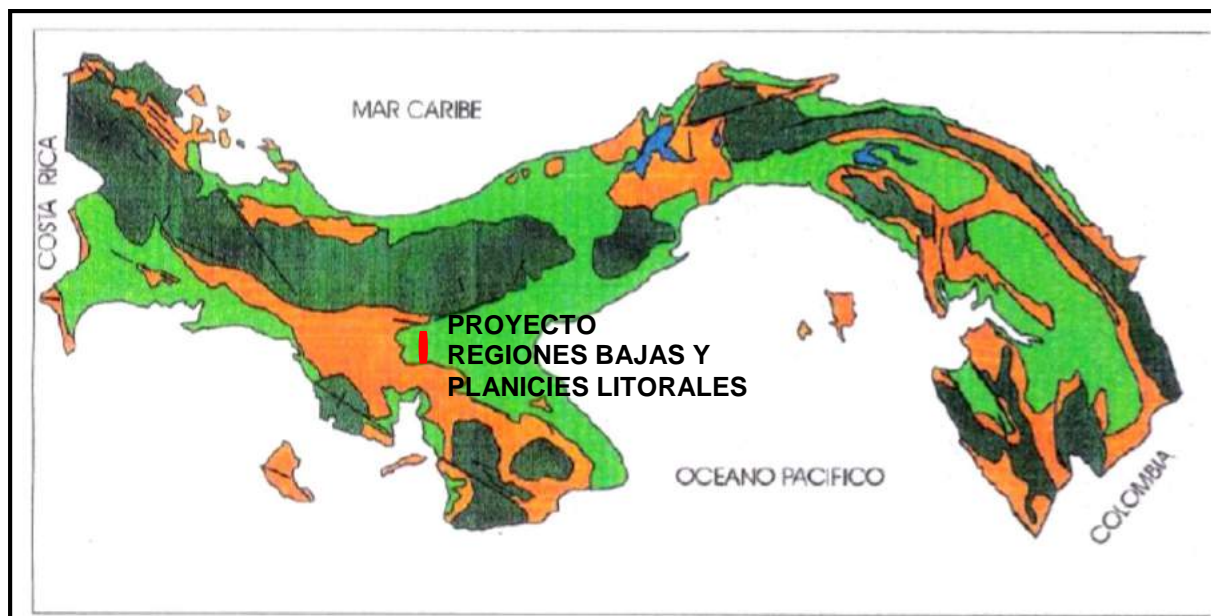 MAR CARIBE
COSTA RICA
PROYECTO
REGIONES BAJAS Y
PLANICIES LITORALES
OCEANO PACIFICO
COLOMBIA